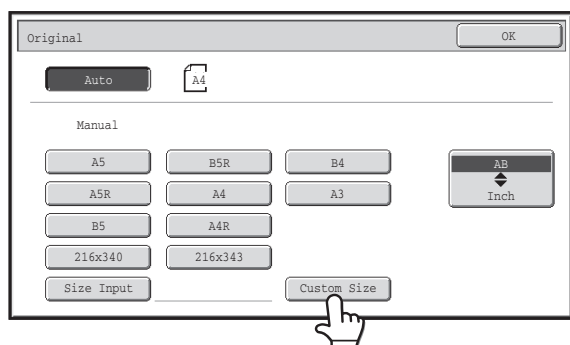 Original OK
Auto A4
Manual
A5 B5R B4 AB
A5R A4 A3 Inch
B5 A4R
216x340 216x343
Size Input Custom Size